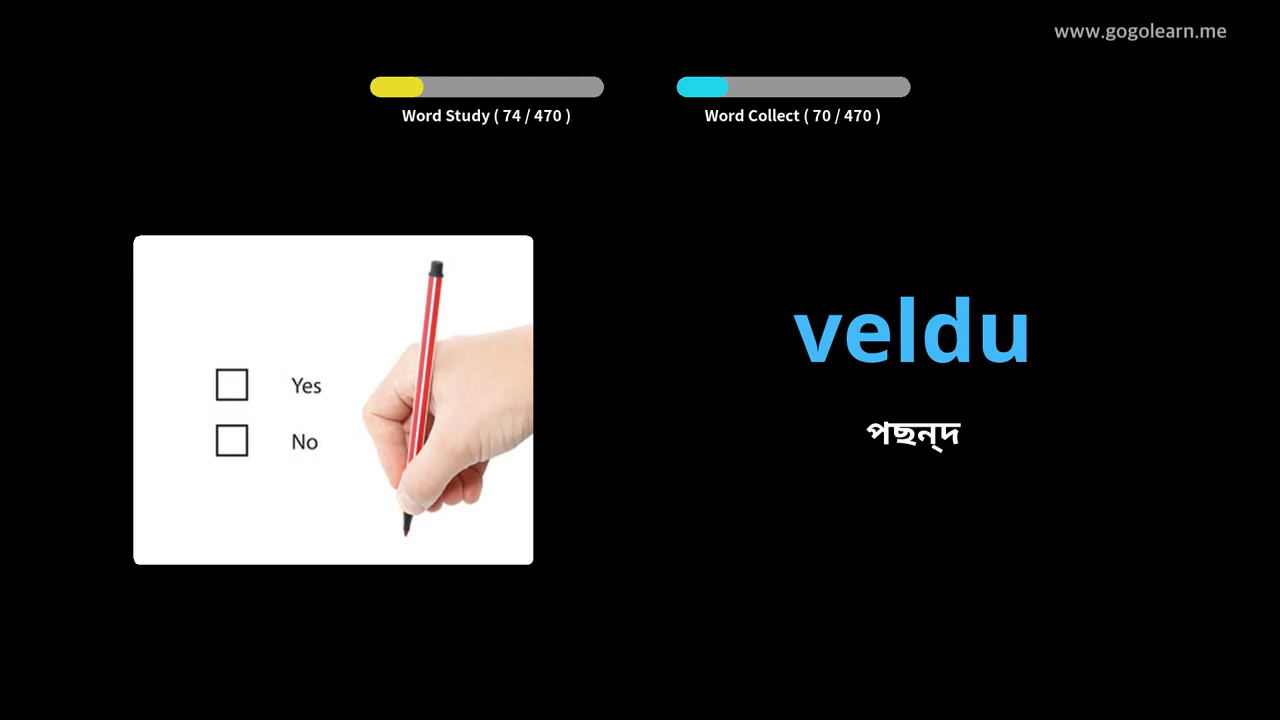 www.gogolearn.me
Word Study ( 74 / 470 )
Word Collect ( 70 / 470 )
Yes
No
veldu
পছন্দ